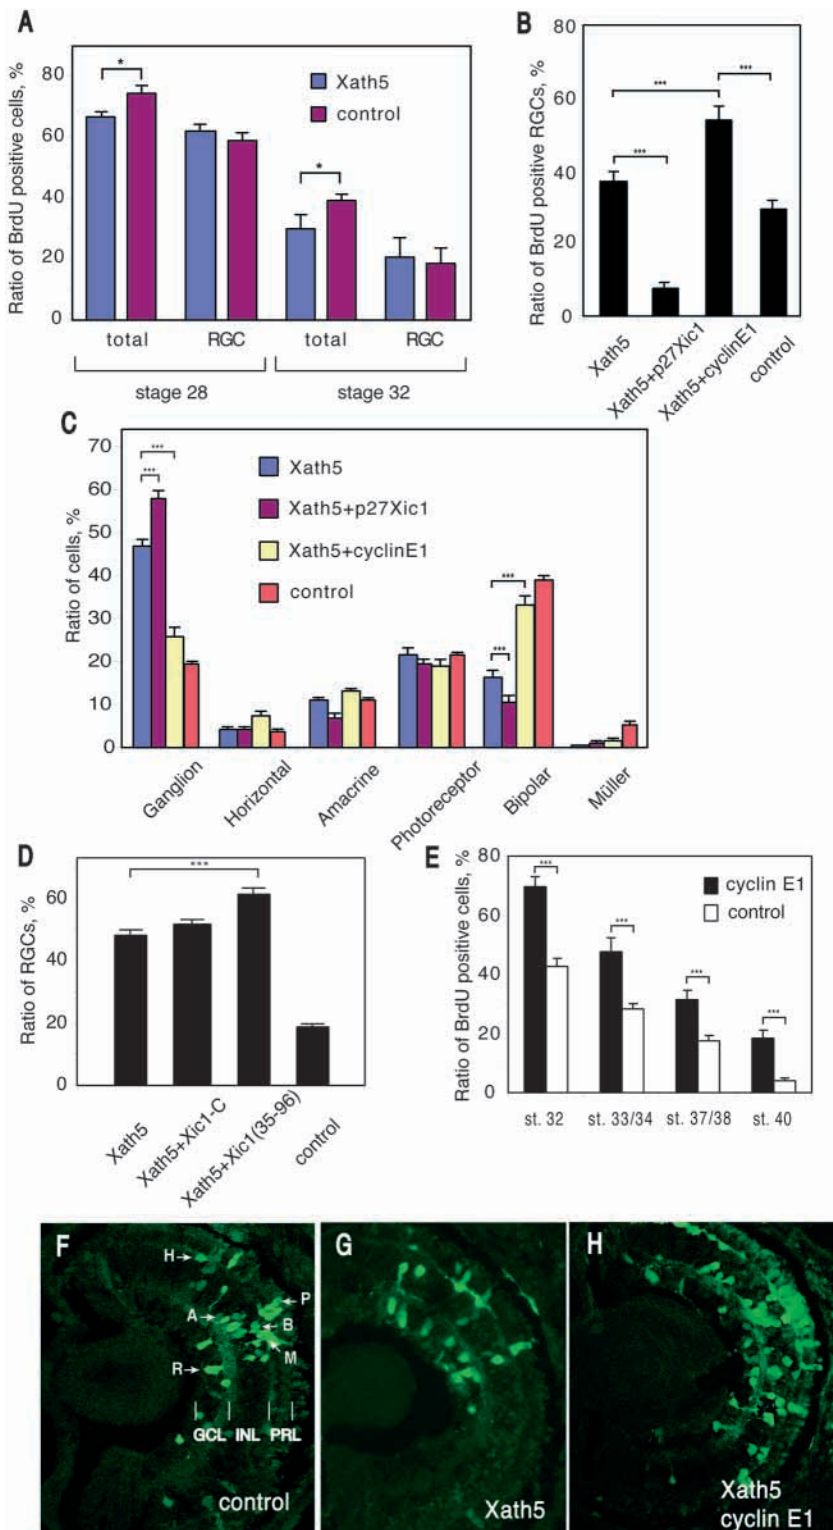 A
Ratio of BrdU positive cells, %
80
60
40
20
0
*
*
Xath5
control
total
RGC
total
RGC
stage 28
stage 32
B
Ratio of BrdU positive RGCs, %
80
60
40
20
0
***
***
***
Xath5
Xath5+p27Xic1
Xath5+cyclinE1
control
C
Ratio of cells, %
70
60
50
40
30
20
10
0
***
***
***
***
Xath5
Xath5+p27Xic1
Xath5+cyclinE1
control
Ganglion
Horizontal
Amacrine
Photoreceptor
Bipolar
Müller
D
Ratio of RGCs, %
60
40
20
0
***
Xath5
Xath5+Xic1-C
Xath5+Xic1(35-96)
control
E
Ratio of BrdU positive cells, %
80
60
40
20
0
***
***
***
***
cyclin E1
control
st. 32
st. 33/34
st. 37/38
st. 40
F
H
P
A
B
M
R
GCL
INL
PRL
control
G
Xath5
H
Xath5
cyclin E1